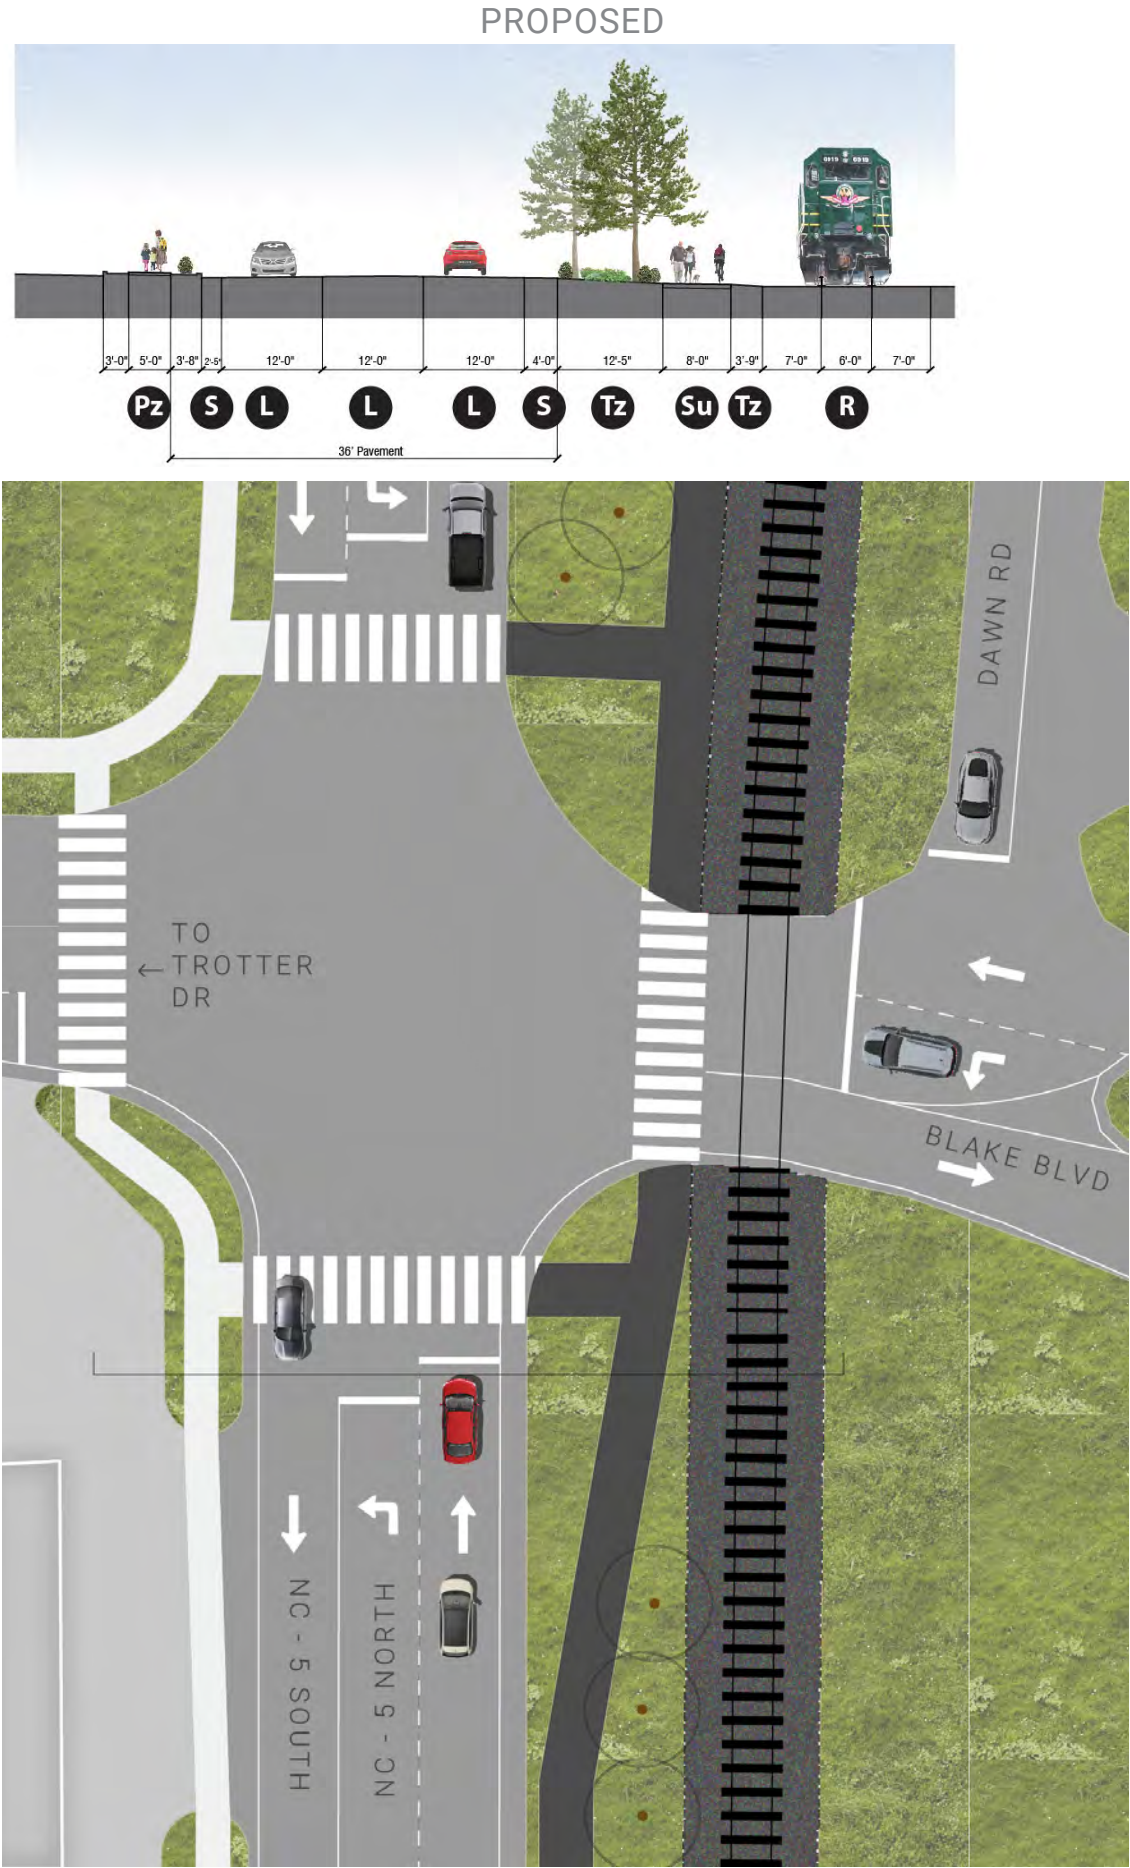 PROPOSED
6919 6919
3'-0" 5'-0" 3'-8" 2'-5" 12'-0" 12'-0" 12'-0" 4'-0" 12'-5" 8'-0" 3'-9" 7'-0" 6'-0" 7'-0"
Pz S L L L S Tz Su Tz R
36' Pavement
DAWN RD
TO
←TROTTER
DR
BLAKE BLVD
NC - 5 SOUTH
NC - 5 NORTH